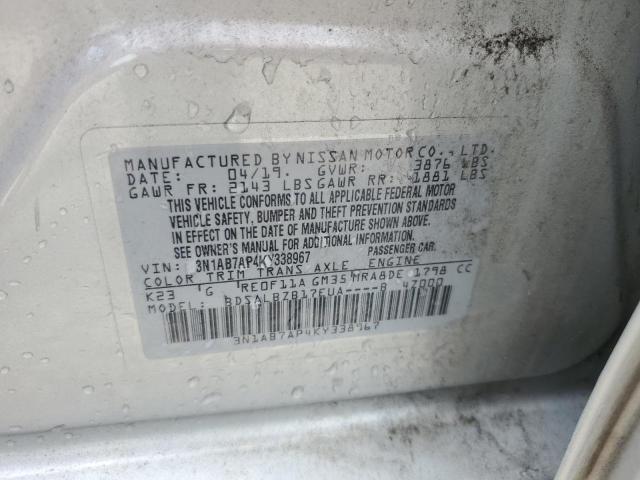 MANUFACTURED BY NISSAN MOTOR CO., LTD.
DATE: 04/19. GVWR: 3876 LBS
GAWR FR: 2143 LBS GAWR RR: 1881 LBS
THIS VEHICLE CONFORMS TO ALL APPLICABLE FEDERAL MOTOR
VEHICLE SAFETY, BUMPER AND THEFT PREVENTION STANDARDS
IN EFFECT ON THE DATE OF MANUFACTURE SHOWN ABOVE.
SEE OWNER'S MANUAL FOR ADDITIONAL INFORMATION.
VIN: 3N1AB7AP4KY338967 PASSENGER CAR.
COLOR TRIM TRANS AXLE ENGINE
K23 G RE0F11A GM35 MRA8DE 1798 CC
MODEL: BDSALBZB17EUA----B 47000
3N1AB7AP4KY338967